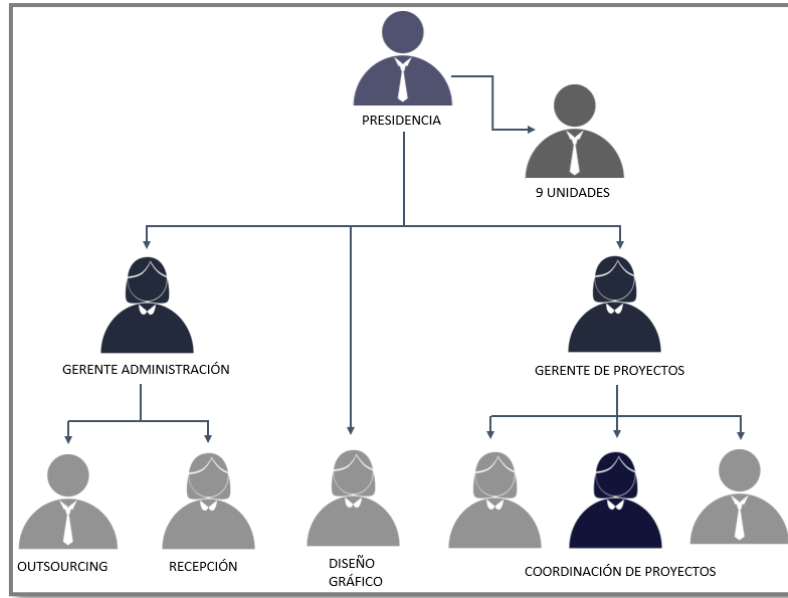 PRESIDENCIA
9 UNIDADES
GERENTE ADMINISTRACIÓN
GERENTE DE PROYECTOS
OUTSOURCING
RECEPCIÓN
DISEÑO
GRÁFICO
COORDINACIÓN DE PROYECTOS